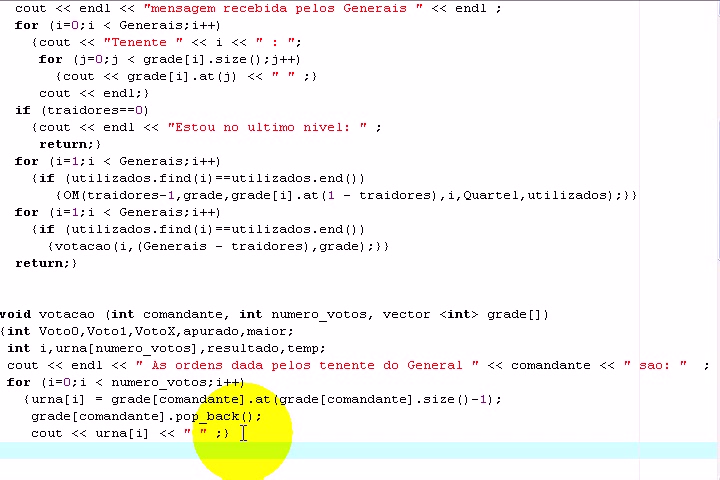 cout << endl << "mensagem recebida pelos Generais " << endl ;
for (i=0;i < Generais;i++)
{cout << "Tenente " << i << " : ";
for (j=0;j < grade[i].size();j++)
{cout << grade[i].at(j) << " " ;}
cout << endl;}
if (traidores==0)
{cout << endl << "Estou no ultimo nivel: " ;
return;}
for (i=1;i < Generais;i++)
{if (utilizados.find(i)==utilizados.end())
{OM(traidores-1,grade,grade[i].at(1 - traidores),i,Quartel,utilizados);}}
for (i=1;i < Generais;i++)
{if (utilizados.find(i)==utilizados.end())
{votacao(i,(Generais - traidores),grade);}}
return;}
void votacao (int comandante, int numero_votos, vector <int> grade[])
{int Voto0,Voto1,VotoX,apurado,maior;
int i,urna[numero_votos],resultado,temp;
cout << endl << " As ordens dada pelos tenente do General " << comandante << " sao: " ;
for (i=0;i < numero_votos;i++)
{urna[i] = grade[comandante].at(grade[comandante].size()-1);
grade[comandante].pop_back();
cout << urna[i] << " " ;}